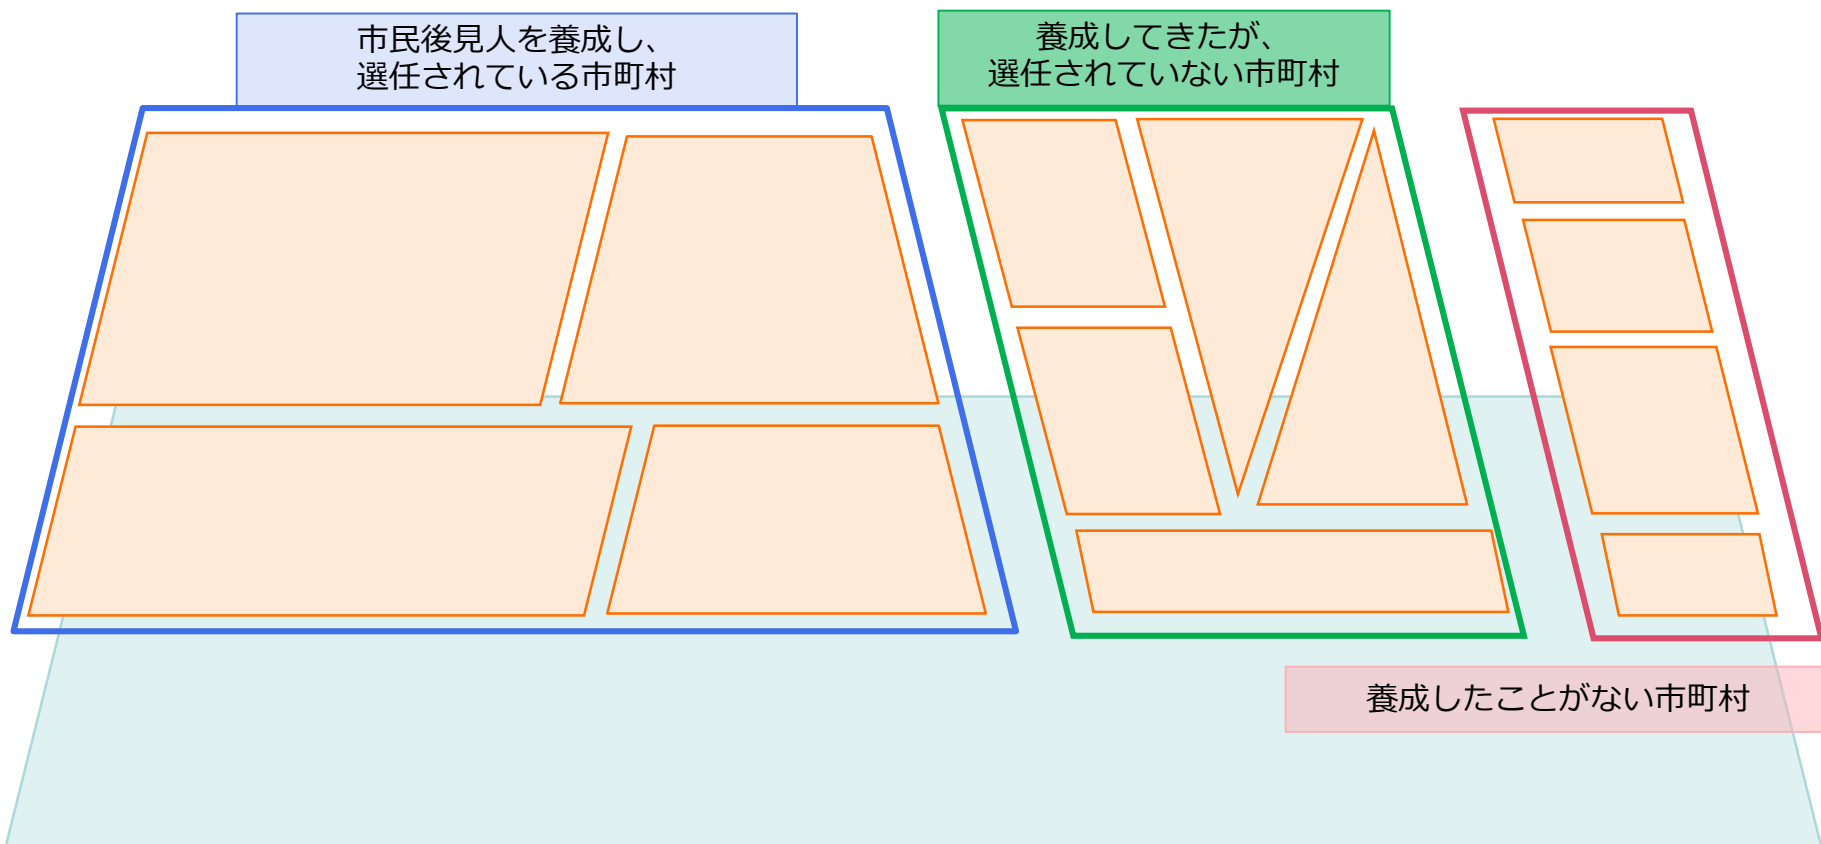 市民後見人を養成し、
選任されている市町村
養成してきたが、
選任されていない市町村
養成したことがない市町村